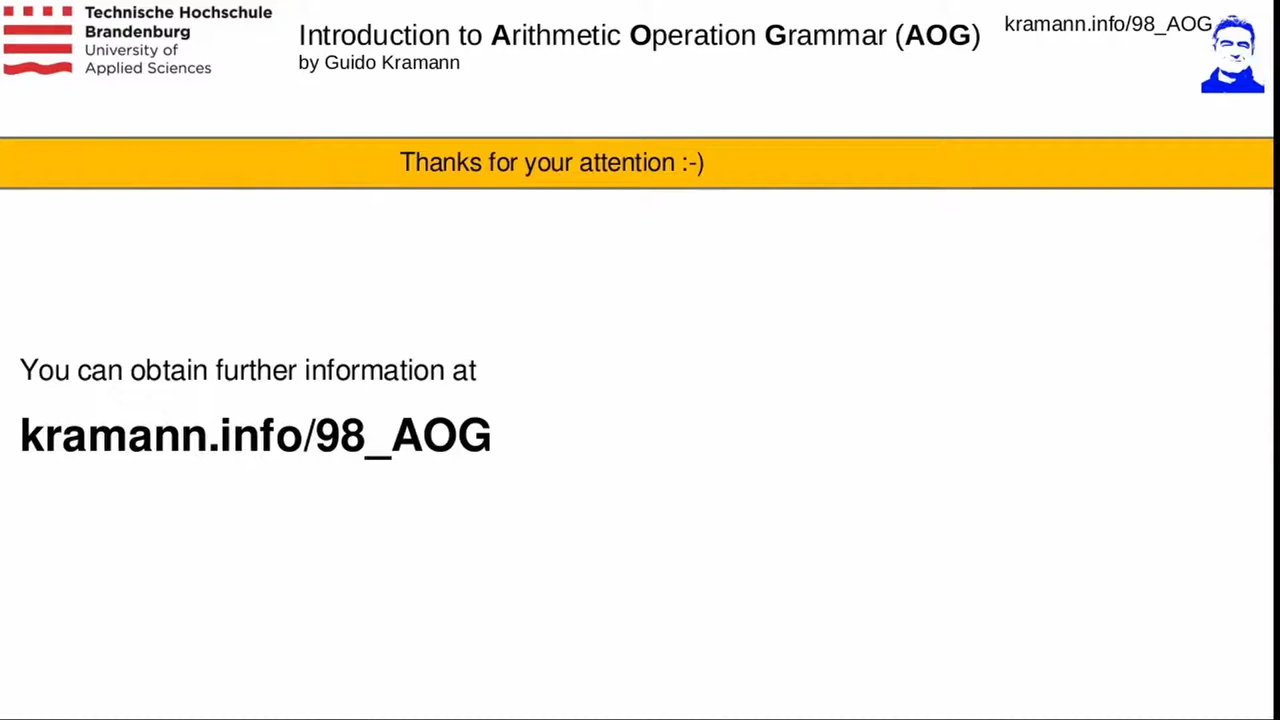 Technische Hochschule
Brandenburg
University of
Applied Sciences
Introduction to Arithmetic Operation Grammar (AOG)
by Guido Kramann
kramann.info/98_AOG
Thanks for your attention :-)
You can obtain further information at
kramann.info/98_AOG